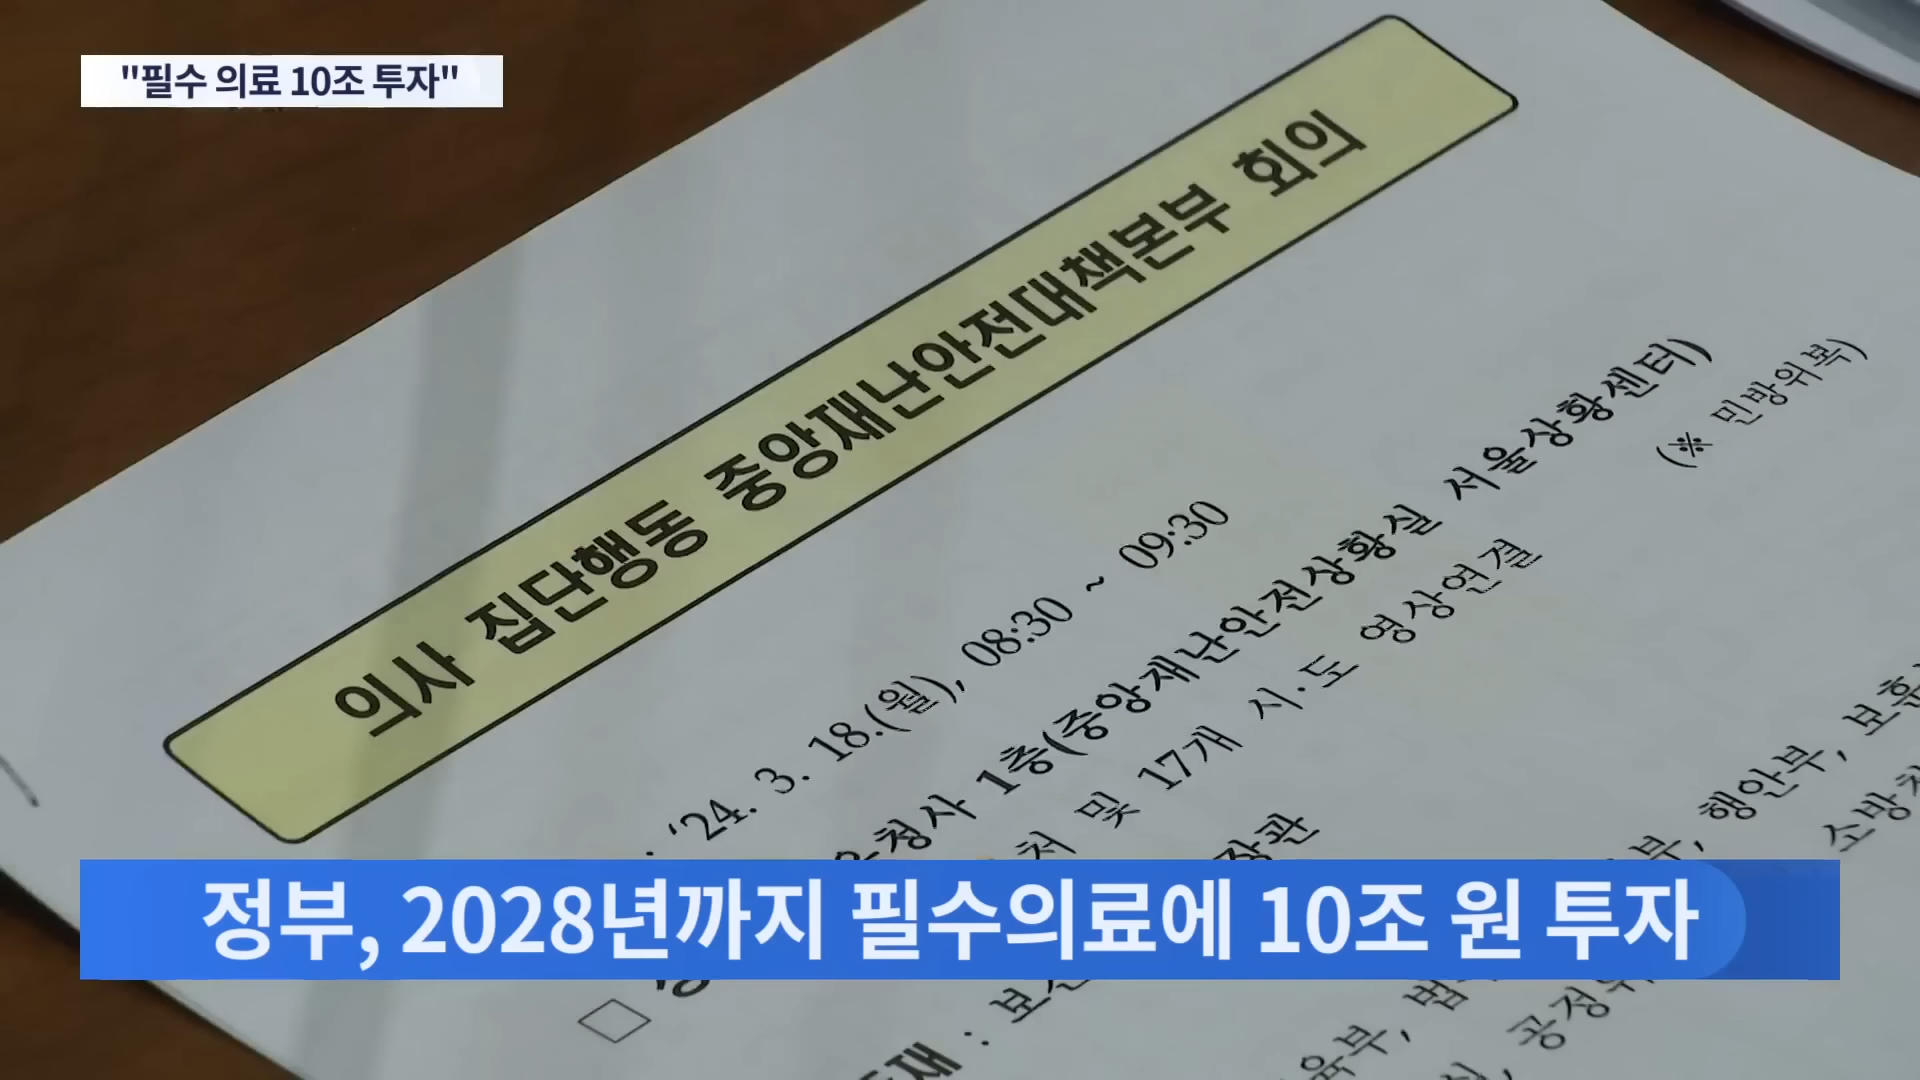 "필수 의료 10조 투자"
의사 집단행동 중앙재난안전대책본부 회의
: '24. 3. 18.(월), 08:30 ~ 09:30
청사 1층(중앙재난안전상황실 서울상황센터)
처 및 17개 시·도 영상연결
(※ 민방위복)
장관
부, 행안부, 보훈
소방청
정부, 2028년까지 필수의료에 10조 원 투자
□
재 :